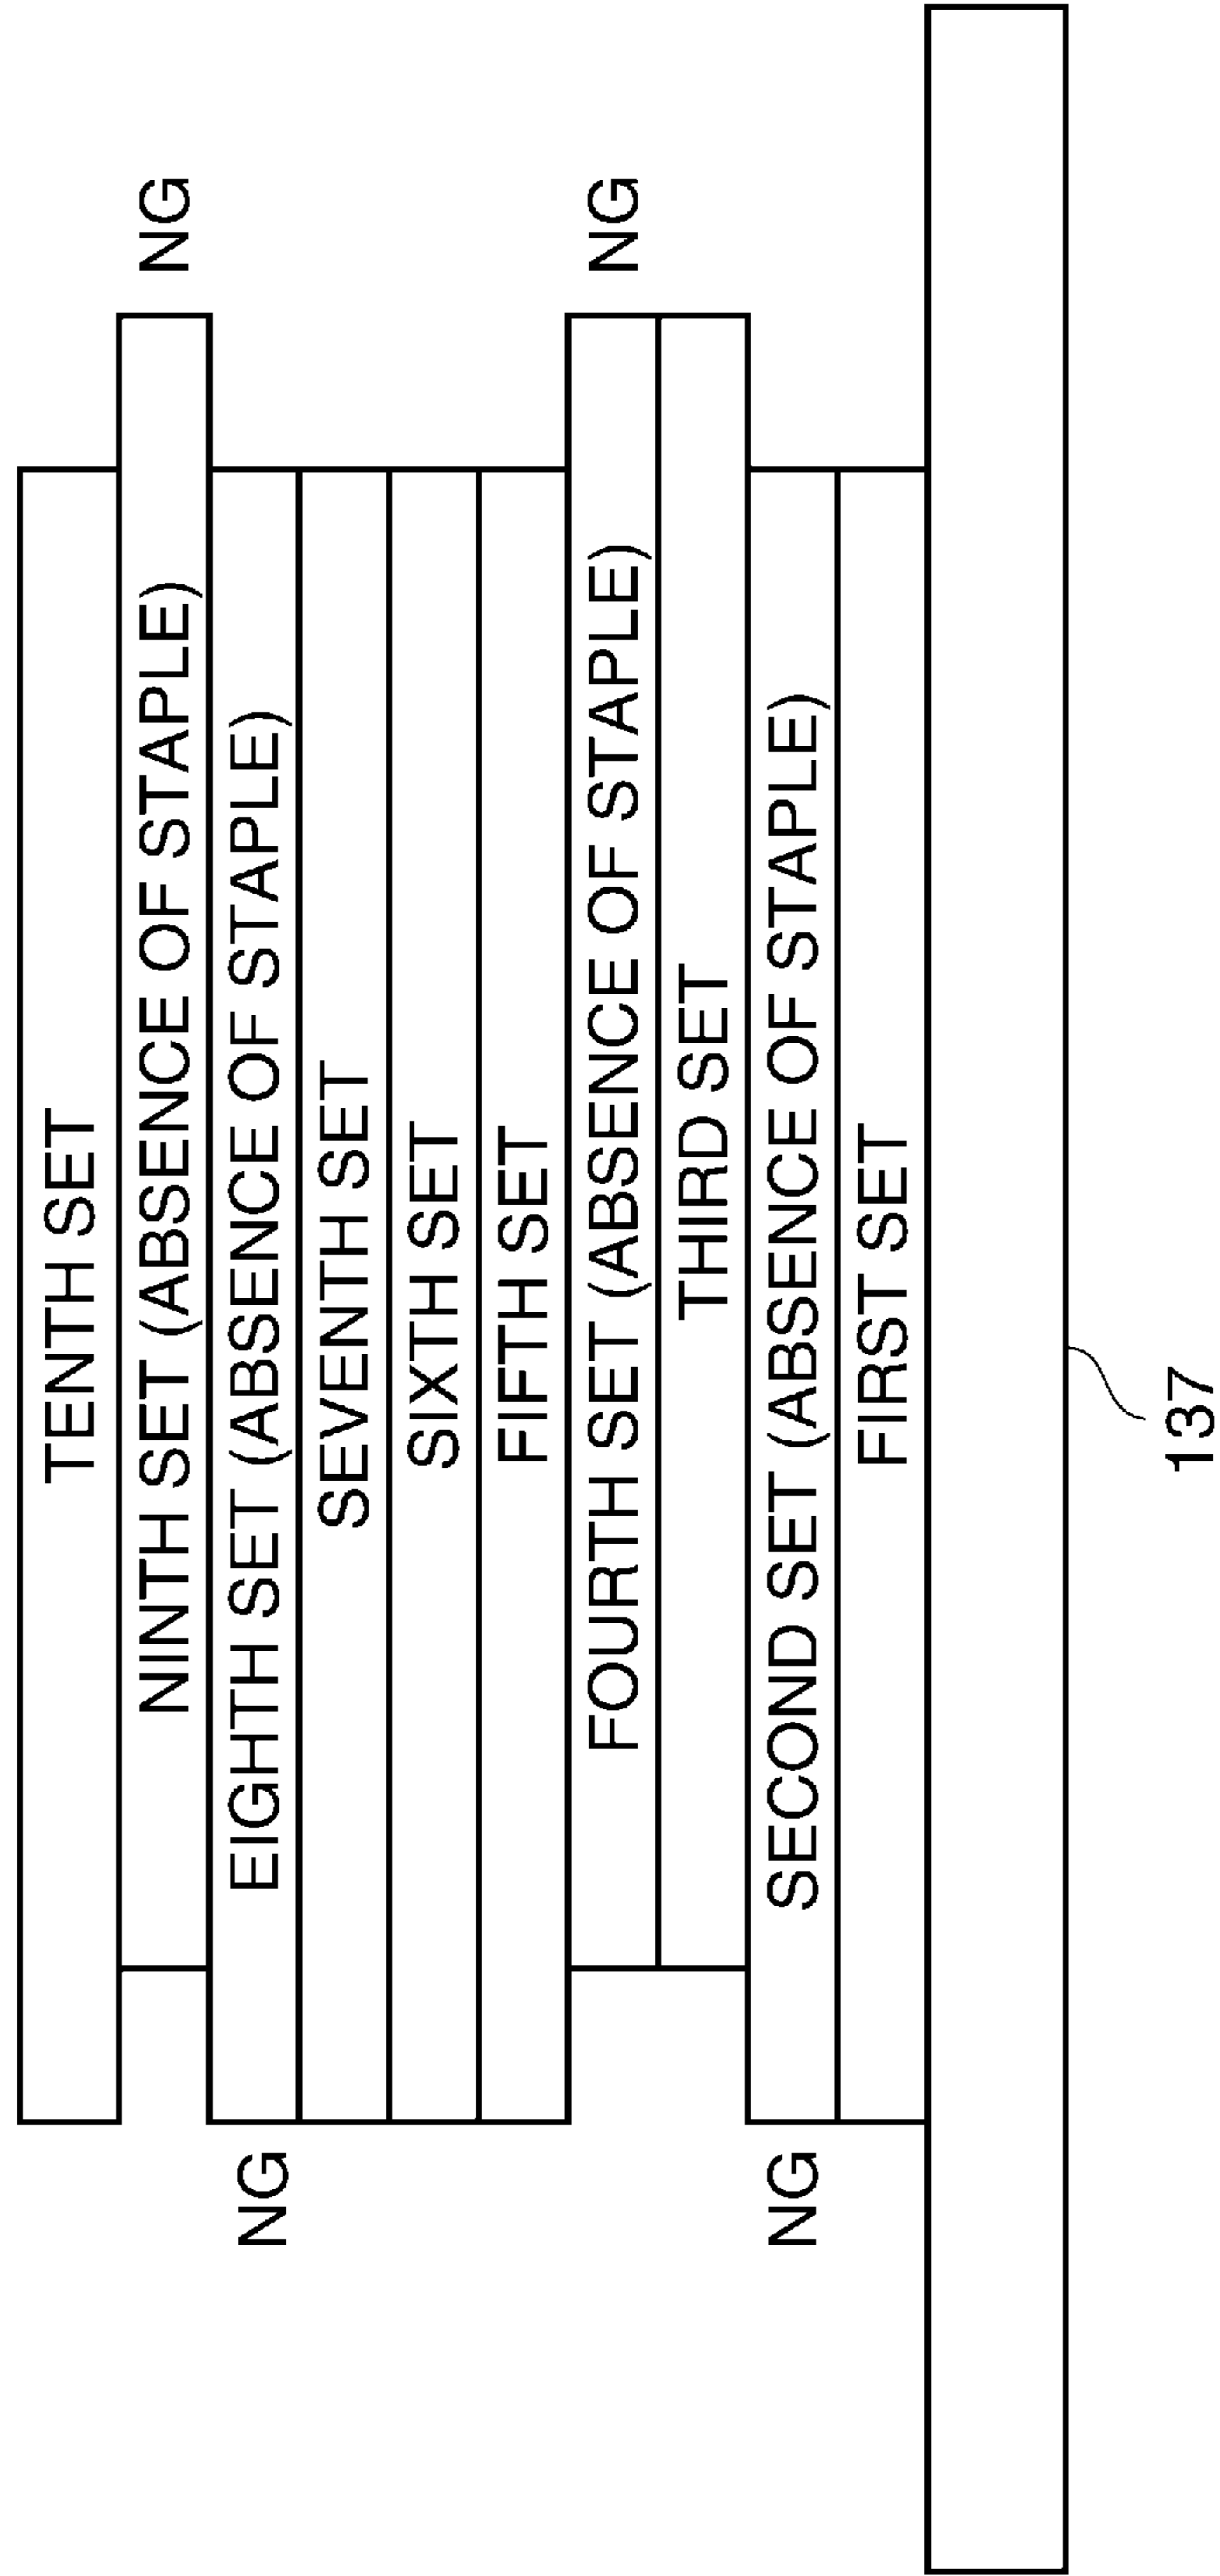 TENTH SET
NINTH SET (ABSENCE OF STAPLE) NG
NG EIGHTH SET (ABSENCE OF STAPLE)
SEVENTH SET
SIXTH SET
FIFTH SET
FOURTH SET (ABSENCE OF STAPLE) NG
THIRD SET
NG SECOND SET (ABSENCE OF STAPLE)
FIRST SET
137